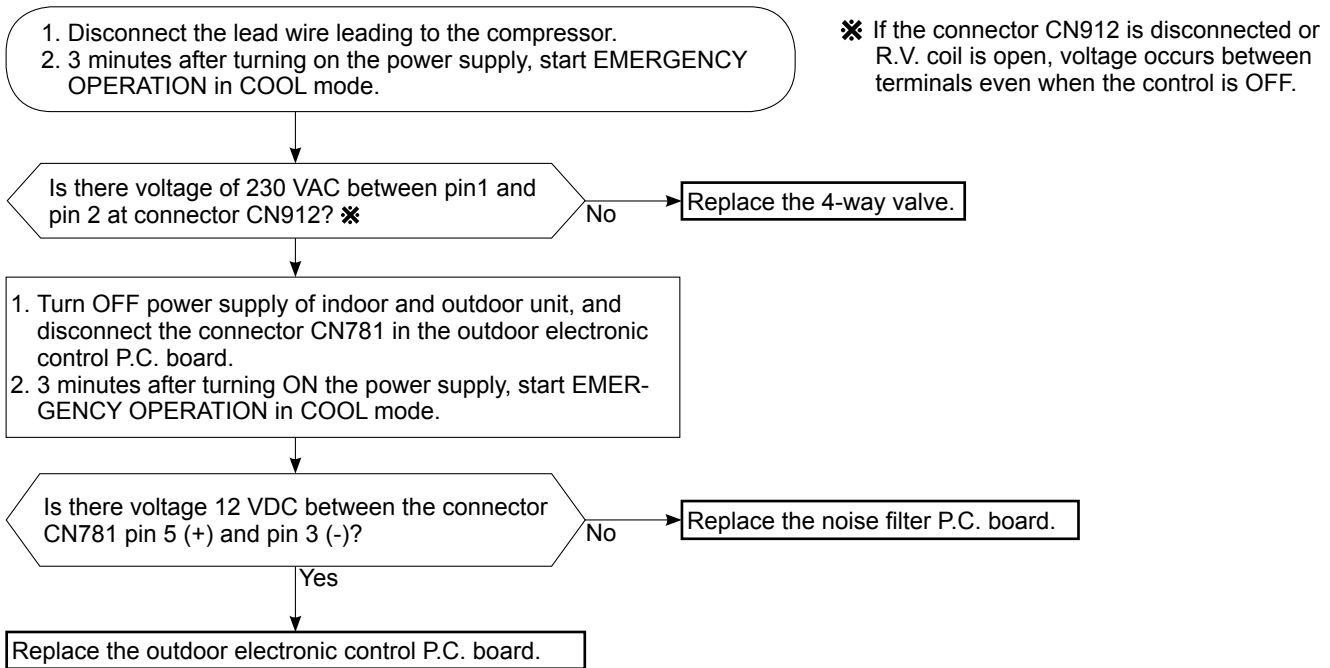 1. Disconnect the lead wire leading to the compressor.
2. 3 minutes after turning on the power supply, start EMERGENCY
OPERATION in COOL mode.
※ If the connector CN912 is disconnected or
R.V. coil is open, voltage occurs between
terminals even when the control is OFF.
Is there voltage of 230 VAC between pin1 and
pin 2 at connector CN912? ※
No
Replace the 4-way valve.
1. Turn OFF power supply of indoor and outdoor unit, and
disconnect the connector CN781 in the outdoor electronic
control P.C. board.
2. 3 minutes after turning ON the power supply, start EMER-
GENCY OPERATION in COOL mode.
Is there voltage 12 VDC between the connector
CN781 pin 5 (+) and pin 3 (-)?
No
Replace the noise filter P.C. board.
Yes
Replace the outdoor electronic control P.C. board.